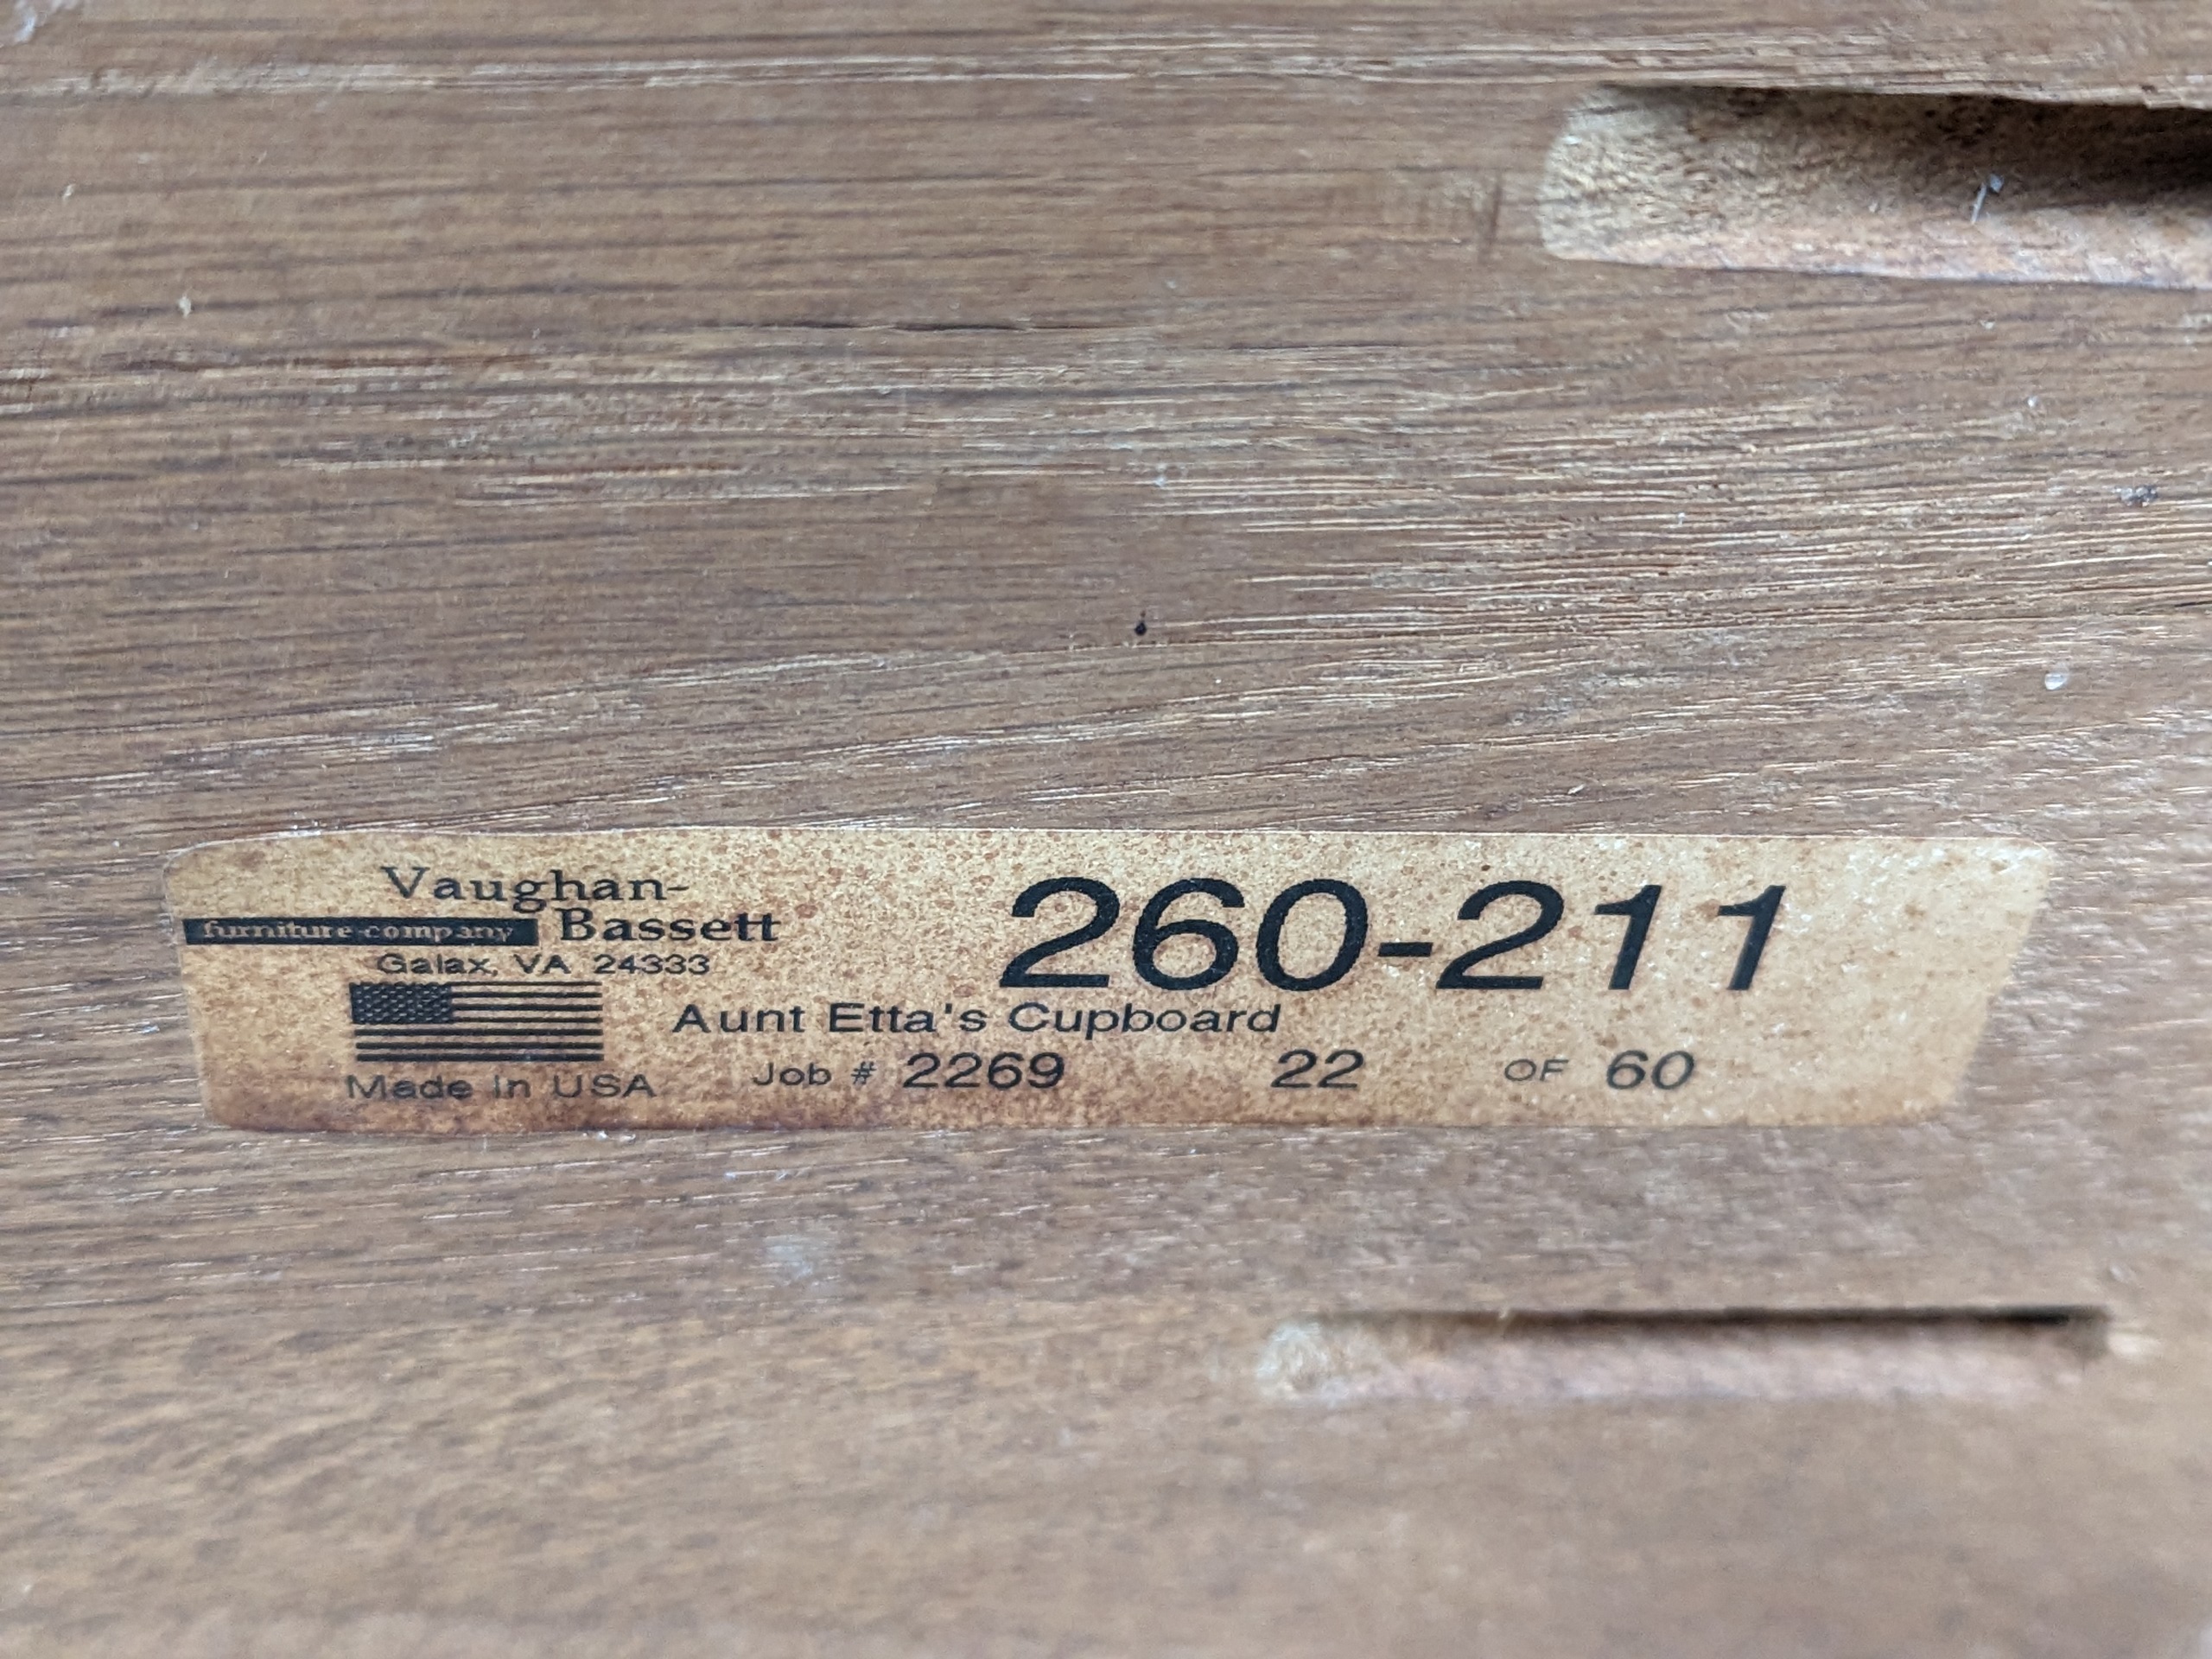 Vaughan-
furniture company Bassett
Galax, VA 24333
260-211
Aunt Etta's Cupboard
Made In USA
Job # 2269 22 OF 60